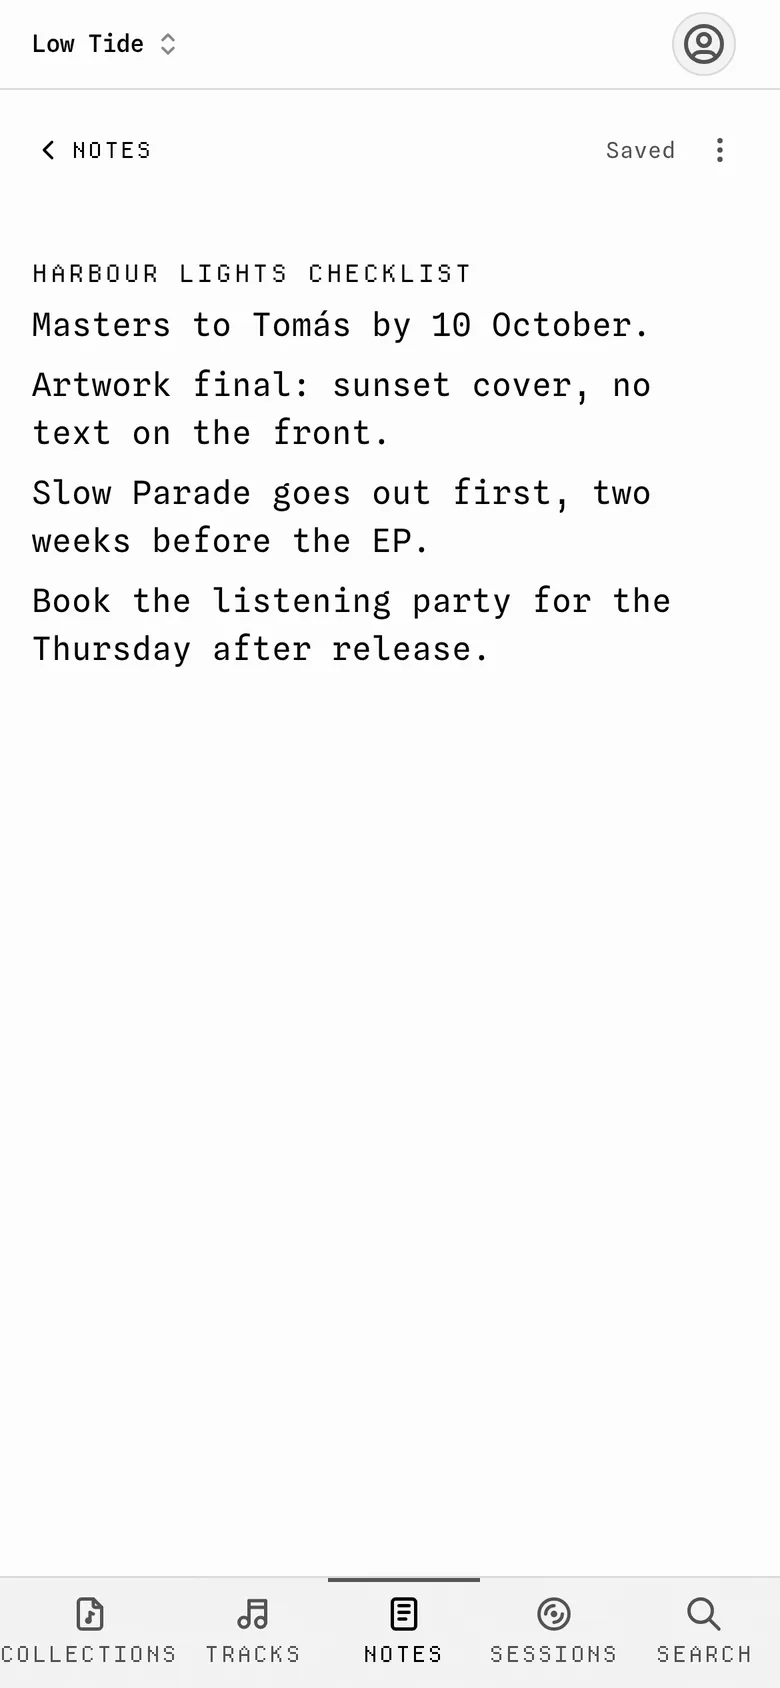 Low Tide
NOTES
Saved
HARBOUR LIGHTS CHECKLIST
Masters to Tomás by 10 October.
Artwork final: sunset cover, no
text on the front.
Slow Parade goes out first, two
weeks before the EP.
Book the listening party for the
Thursday after release.
COLLECTIONS
TRACKS
NOTES
SESSIONS
SEARCH